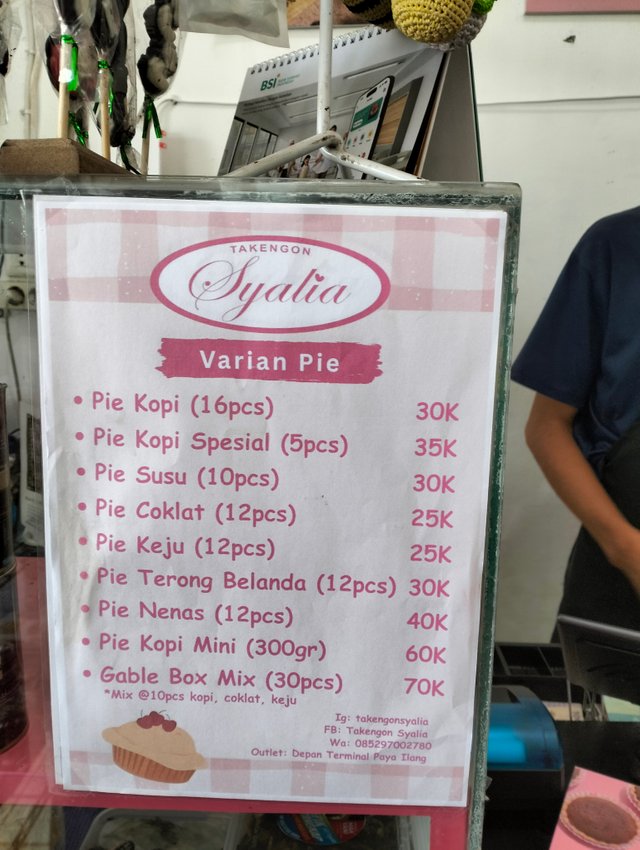 BSI
TAKENGON
Syalia
Varian Pie
• Pie Kopi (16pcs) 30K
• Pie Kopi Spesial (5pcs) 35K
• Pie Susu (10pcs) 30K
• Pie Coklat (12pcs) 25K
• Pie Keju (12pcs) 25K
• Pie Terong Belanda (12pcs) 30K
• Pie Nenas (12pcs) 40K
• Pie Kopi Mini (300gr) 60K
• Gable Box Mix (30pcs) 70K
*Mix @10pcs kopi, coklat, keju
Ig: takengonsyalia
FB: Takengon Syalia
Wa: 085297002780
Outlet: Depan Terminal Paya Ilang